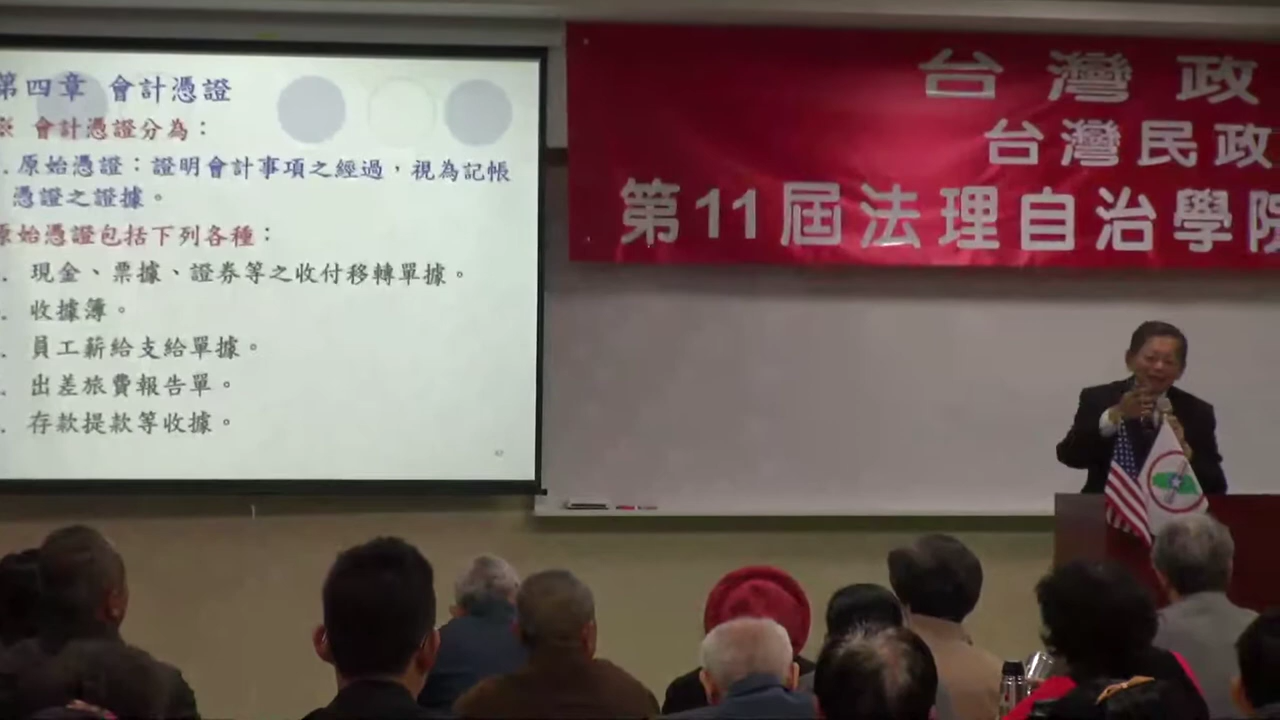 第四章 會計憑證
※ 會計憑證分為：
. 原始憑證：證明會計事項之經過，視為記帳
憑證之證據。
原始憑證包括下列各種：
. 現金、票據、證券等之收付移轉單據。
. 收據簿。
. 員工薪給支給單據。
. 出差旅費報告單。
. 存款提款等收據。
台灣政
台灣民政
第11屆法理自治學院